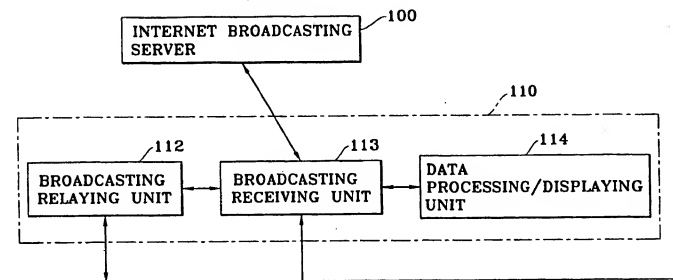 100
INTERNET BROADCASTING
SERVER
110
112
113
114
BROADCASTING
RELAYING UNIT
BROADCASTING
RECEIVING UNIT
DATA
PROCESSING/DISPLAYING
UNIT